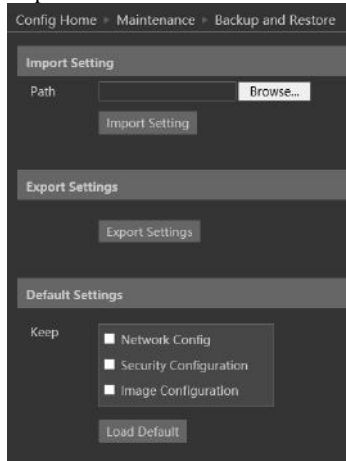 Config Home ▸ Maintenance ▸ Backup and Restore
Import Setting
Path Browse...
Import Setting
Export Settings
Export Settings
Default Settings
Keep
Network Config
Security Configuration
Image Configuration
Load Default